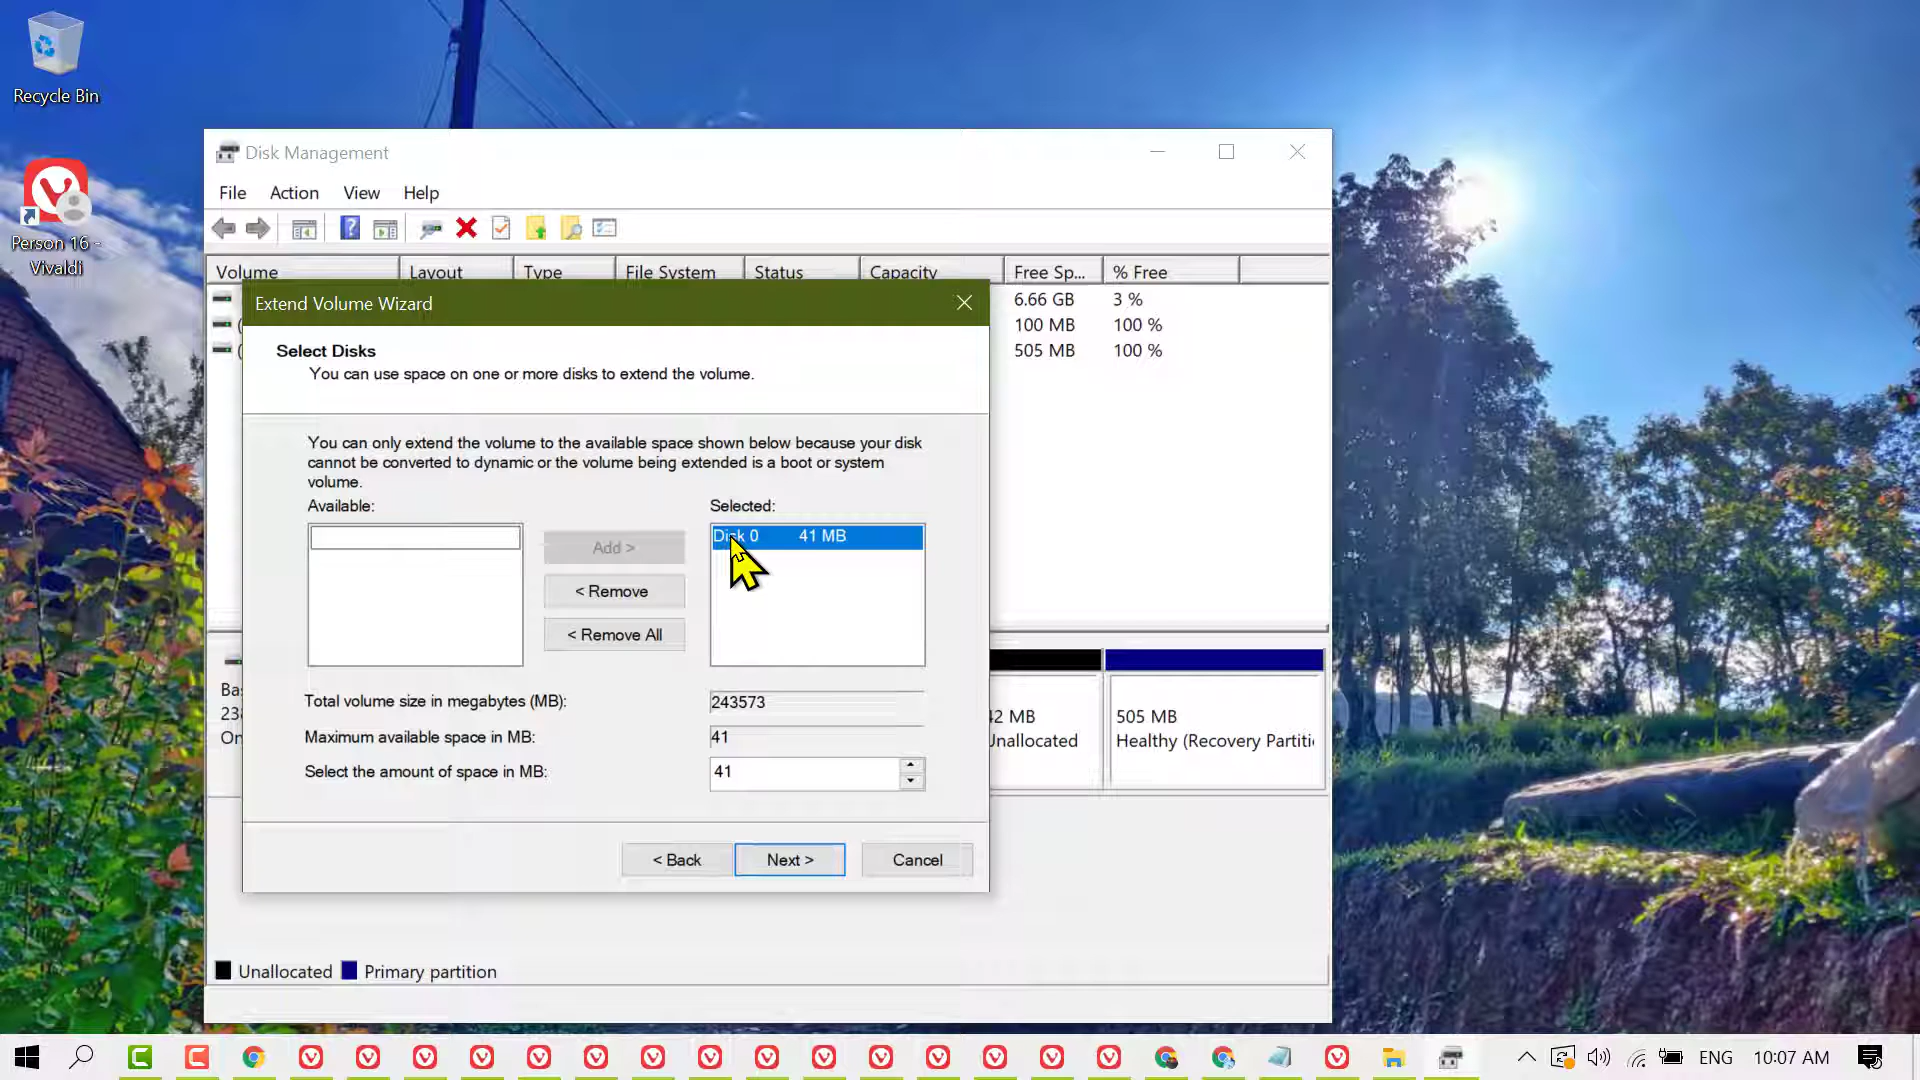 Recycle Bin
Person 16 -
Vivaldi
Disk Management
File Action View Help
Volume Layout Type File System Status Capacity Free Sp... % Free
6.66 GB 3 %
100 MB 100 %
505 MB 100 %
Extend Volume Wizard
Select Disks
You can use space on one or more disks to extend the volume.
You can only extend the volume to the available space shown below because your disk
cannot be converted to dynamic or the volume being extended is a boot or system
volume.
Available:
Selected:
Add >
< Remove
< Remove All
Disk 0 41 MB
Total volume size in megabytes (MB): 243573
Maximum available space in MB: 41
Select the amount of space in MB: 41
< Back Next > Cancel
505 MB
Healthy (Recovery Partiti
Unallocated Primary partition
ENG 10:07 AM